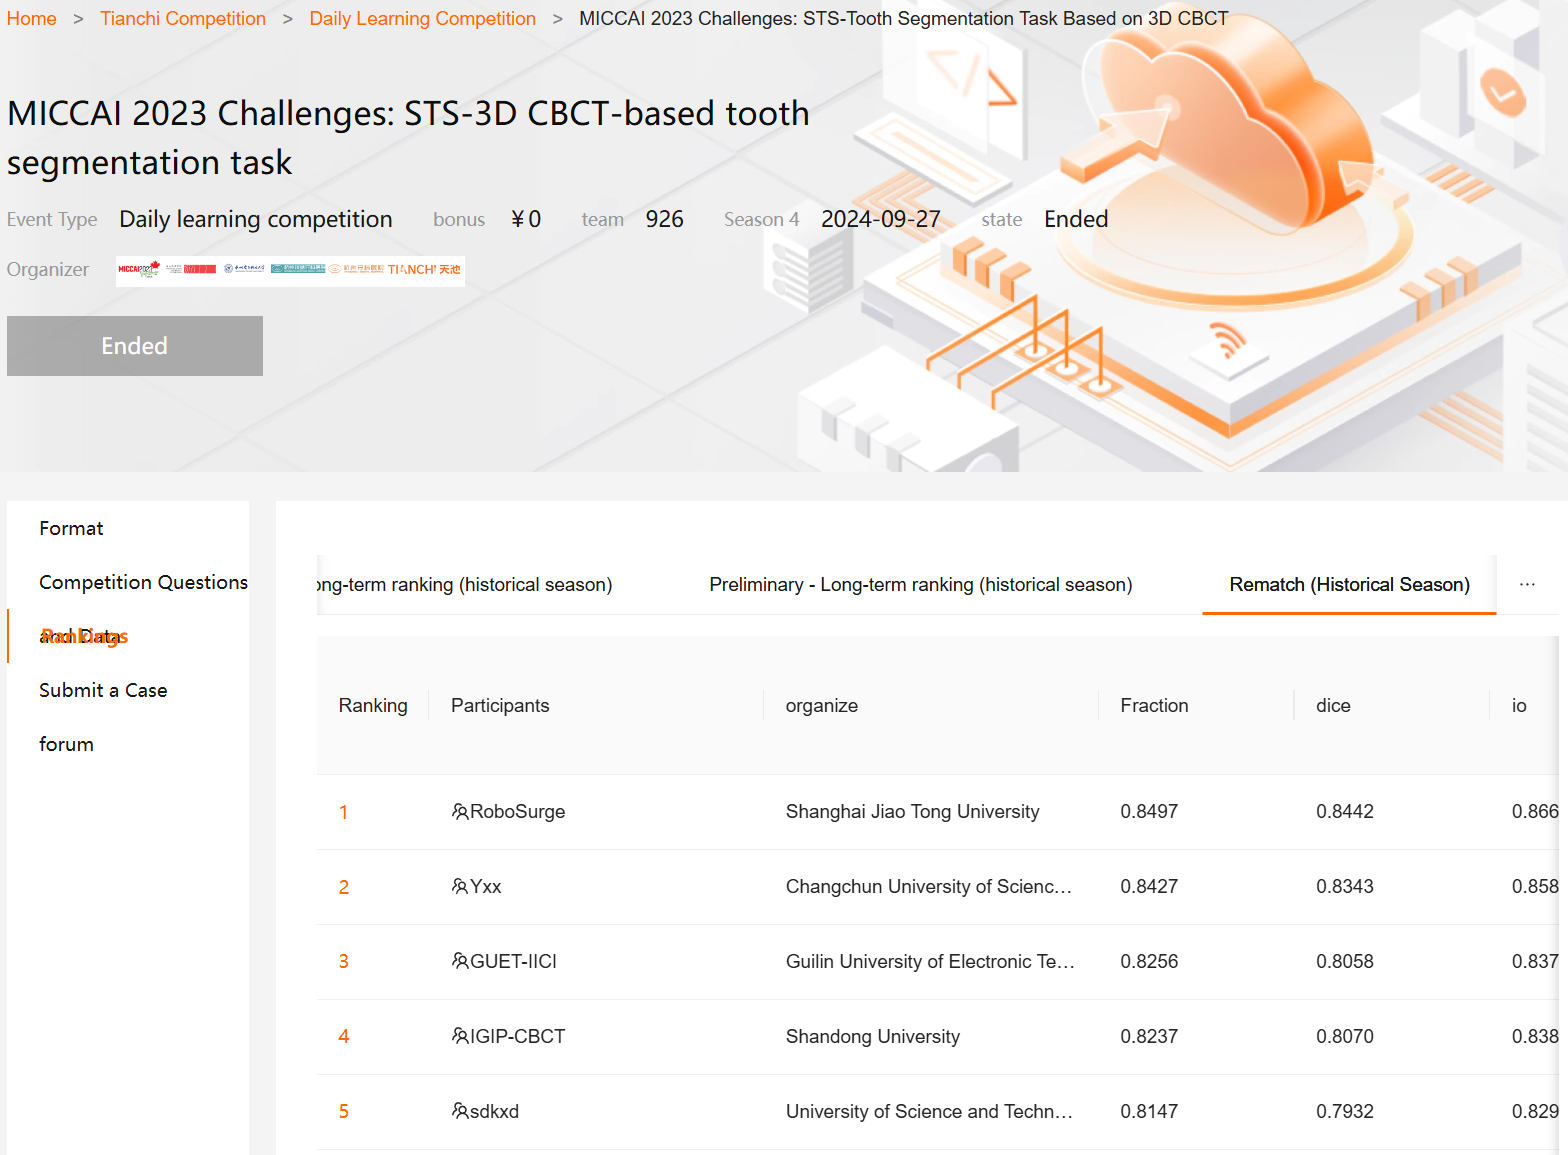 Home > Tianchi Competition > Daily Learning Competition > MICCAI 2023 Challenges: STS-Tooth Segmentation Task Based on 3D CBCT
MICCAI 2023 Challenges: STS-3D CBCT-based tooth
segmentation task
Event Type Daily learning competition bonus ¥0 team 926 Season 4 2024-09-27 state Ended
Organizer TIANCHI 天池
Ended
Format
Competition Questions
and Data
Rankings
Submit a Case
forum
ong-term ranking (historical season) Preliminary - Long-term ranking (historical season) Rematch (Historical Season) ...
Ranking Participants organize Fraction dice io
1 RoboSurge Shanghai Jiao Tong University 0.8497 0.8442 0.866
2 Yxx Changchun University of Scienc... 0.8427 0.8343 0.858
3 GUET-IICI Guilin University of Electronic Te... 0.8256 0.8058 0.837
4 IGIP-CBCT Shandong University 0.8237 0.8070 0.838
5 sdkxd University of Science and Techn... 0.8147 0.7932 0.829